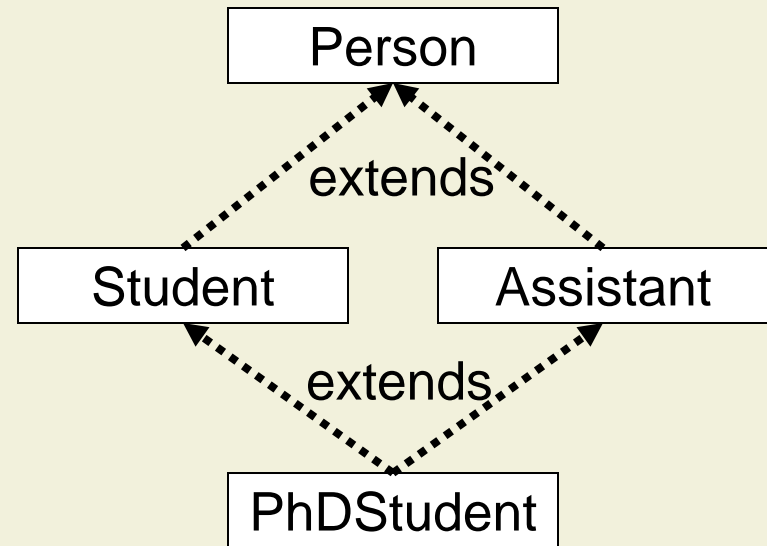 Person
extends
Student
Assistant
extends
PhDStudent